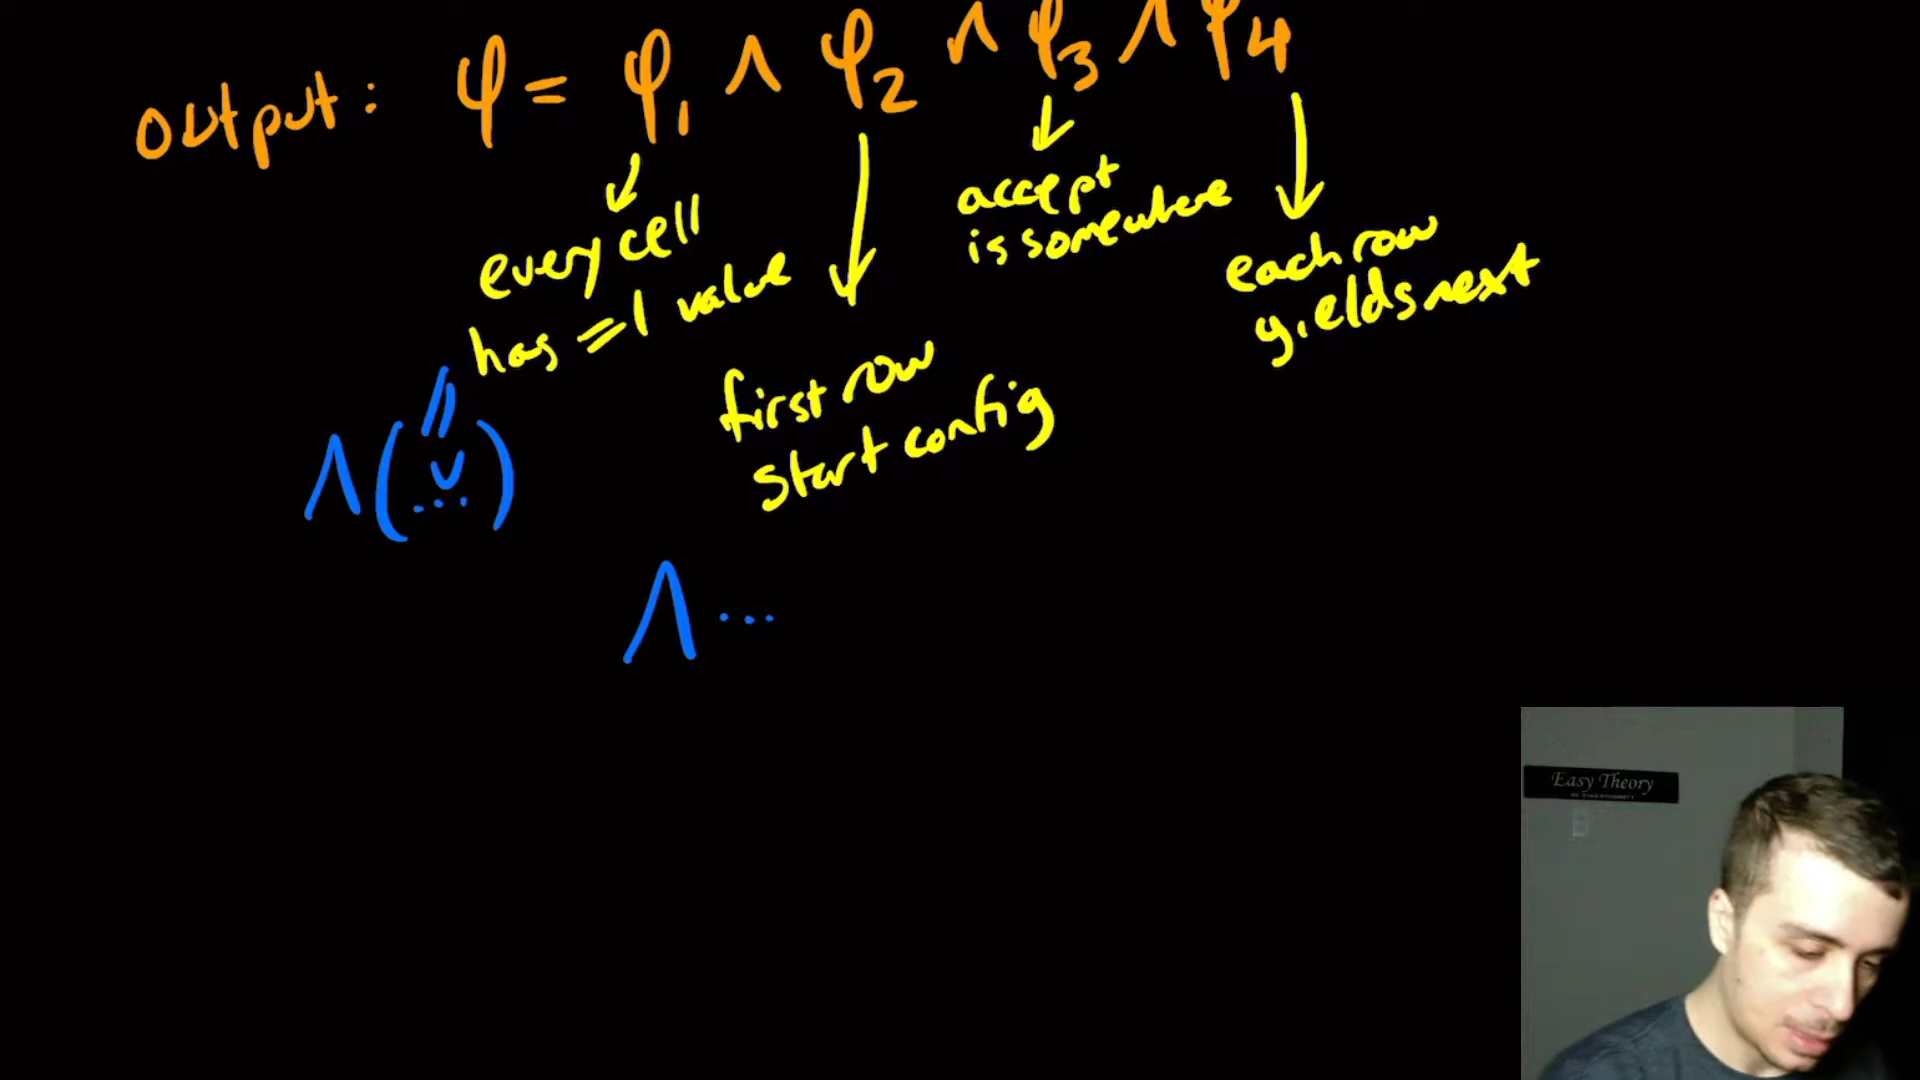 output: φ = φ₁ ∧ φ₂ ∧ φ₃ ∧ φ₄
every cell
has =1 value
first row
start config
accept
is somewhere
each row
yields next
∧(∨ ...)
∧ ...
Easy Theory